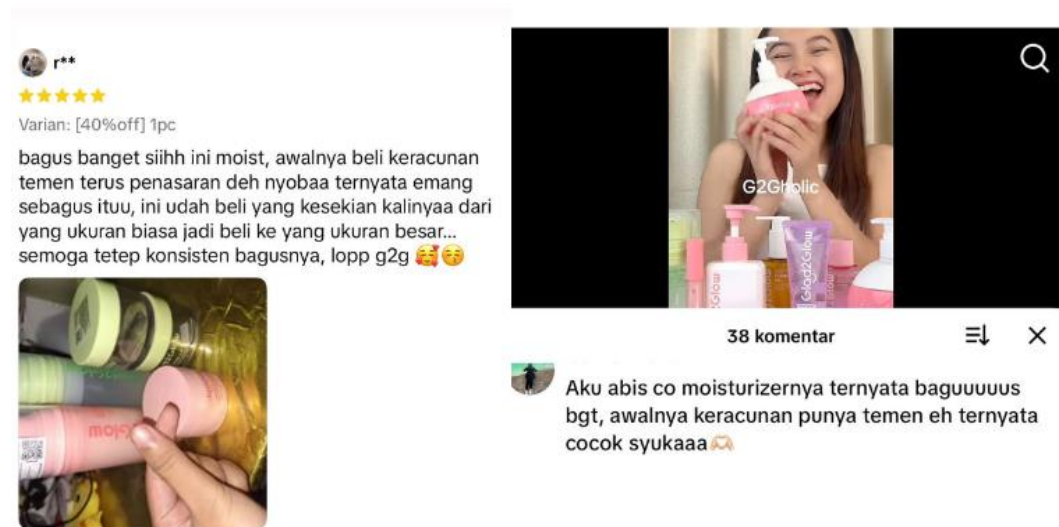 r**
Varian: [40%off] 1pc
bagus banget siihh ini moist, awalnya beli keracunan
temen terus penasaran deh nyobaa ternyata emang
sebagus ituu, ini udah beli yang kesekian kalinyaa dari
yang ukuran biasa jadi beli ke yang ukuran besar...
semoga tetep konsisten bagusnya, lopp g2g 🥰😚
Glow
G2Gholic
2Glow
Glad2Glow
38 komentar
Aku abis co moisturizernya ternyata baguuuuus
bgt, awalnya keracunan punya temen eh ternyata
cocok syukaaa🫶🏻